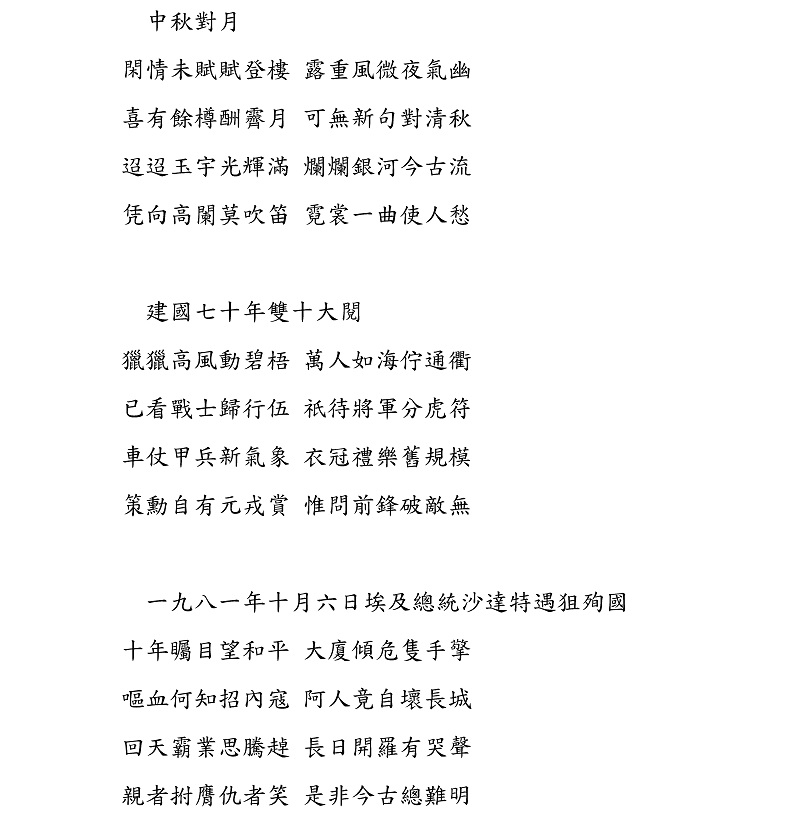 中秋對月
閑情未賦賦登樓 露重風微夜氣幽
喜有餘樽酬霽月 可無新句對清秋
迢迢玉宇光輝滿 爛爛銀河今古流
凭向高闌莫吹笛 霓裳一曲使人愁
建國七十年雙十大閱
獵獵高風動碧梧 萬人如海佇通衢
已看戰士歸行伍 祇待將軍分虎符
車仗甲兵新氣象 衣冠禮樂舊規模
策勳自有元戎賞 惟問前鋒破敵無
一九八一年十月六日埃及總統沙達特遇狙殉國
十年矚目望和平 大廈傾危隻手擎
嘔血何知招內寇 阿人竟自壞長城
回天霸業思騰趠 長日開羅有哭聲
親者拊膺仇者笑 是非今古總難明